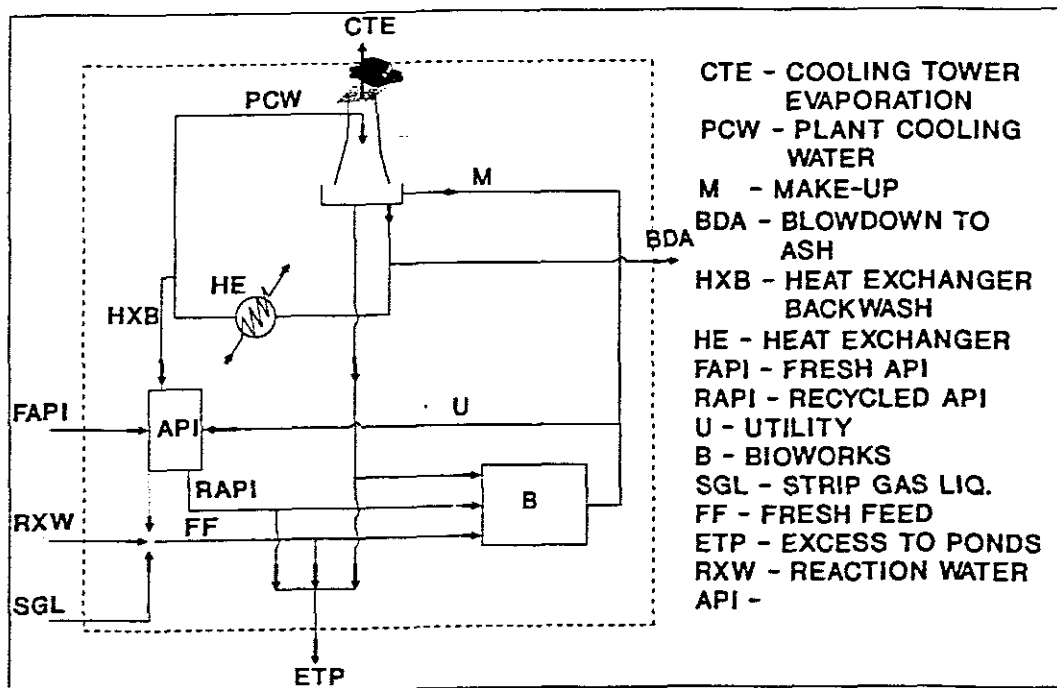 CTE
PCW
M
BDA
HE
HXB
FAPI
API
U
RAPI
B
RXW
FF
SGL
ETP
CTE - COOLING TOWER
EVAPORATION
PCW - PLANT COOLING
WATER
M - MAKE-UP
BDA - BLOWDOWN TO
ASH
HXB - HEAT EXCHANGER
BACKWASH
HE - HEAT EXCHANGER
FAPI - FRESH API
RAPI - RECYCLED API
U - UTILITY
B - BIOWORKS
SGL - STRIP GAS LIQ.
FF - FRESH FEED
ETP - EXCESS TO PONDS
RXW - REACTION WATER
API -